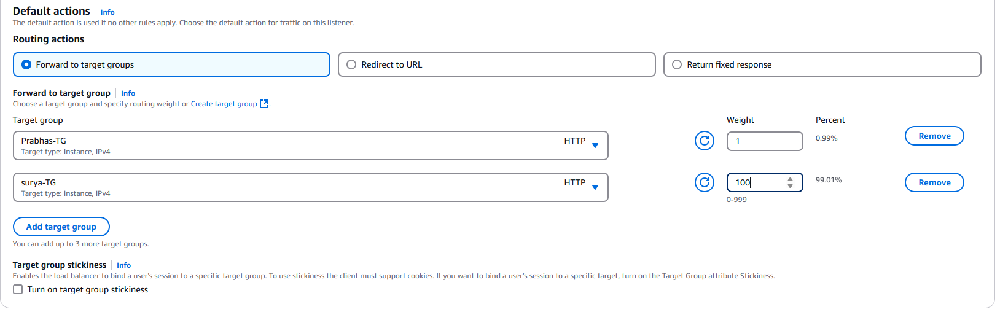 Default actions Info
The default action is used if no other rules apply. Choose the default action for traffic on this listener.
Routing actions
Forward to target groups Redirect to URL Return fixed response
Forward to target group Info
Choose a target group and specify routing weight or Create target group.
Target group Weight Percent
Prabhas-TG HTTP 1 0.99% Remove
Target type: Instance, IPv4
surya-TG HTTP 100 99.01% Remove
Target type: Instance, IPv4
0-999
Add target group
You can add up to 3 more target groups.
Target group stickiness Info
Enables the load balancer to bind a user's session to a specific target group. To use stickiness the client must support cookies. If you want to bind a user's session to a specific target, turn on the Target Group attribute Stickiness.
Turn on target group stickiness